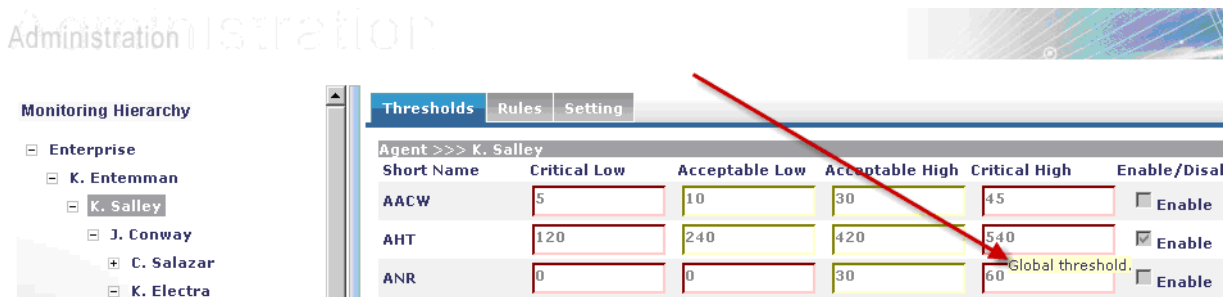 Administration
Monitoring Hierarchy
Enterprise
K. Entemman
K. Salley
J. Conway
C. Salazar
K. Electra
Thresholds Rules Setting
Agent >>> K. Salley
Short Name Critical Low Acceptable Low Acceptable High Critical High Enable/Disabl
AACW 5 10 30 45 Enable
AHT 120 240 420 540 Enable
Global threshold.
ANR 0 0 30 60 Enable